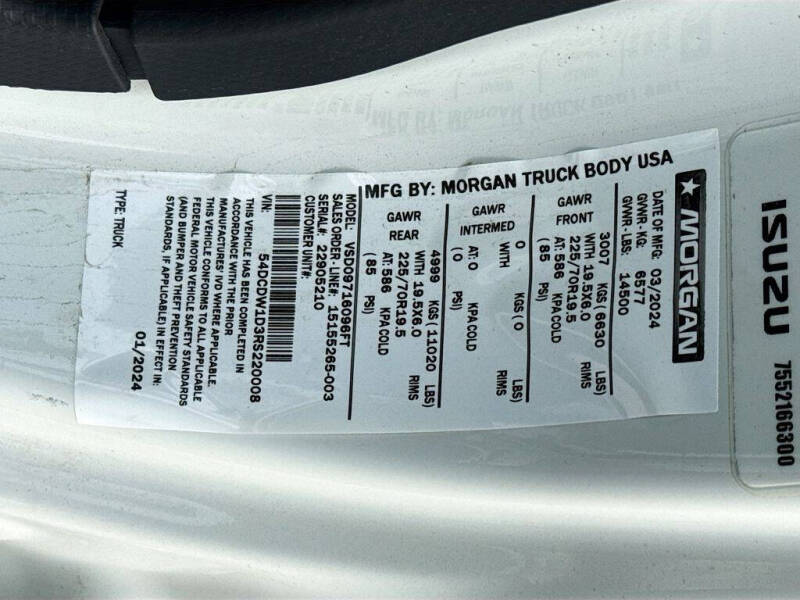 MORGAN
DATE OF MFG: 03/2024
GVWR - KG: 6577
GVWR - LBS: 14500
GAWR FRONT
3007 KGS (6630 LBS)
WITH 19.5X6.0 RIMS
225/70R19.5
AT: 586 KPA COLD
(85 PSI)
GAWR INTERMED
0 KGS (0 LBS)
WITH RIMS
AT: 0 KPA COLD
(0 PSI)
GAWR REAR
4999 KGS (11020 LBS)
WITH 19.5X6.0 RIMS
225/70R19.5
AT: 586 KPA COLD
(85 PSI)
MFG BY: MORGAN TRUCK BODY USA
MODEL: VSD09716096FT
SALES ORDER - LINE#: 15155265-003
SERIAL#: 22905210
CUSTOMER UNIT#:
VIN: 54DCDW1D3RS220008
THIS VEHICLE HAS BEEN COMPLETED IN
ACCORDANCE WITH THE PRIOR
MANUFACTURES' IVD WHERE APPLICABLE.
THIS VEHICLE CONFORMS TO ALL APPLICABLE
FEDERAL MOTOR VEHICLE SAFETY STANDARDS
(AND BUMPER AND THEFT PREVENTION
STANDARDS, IF APPLICABLE) IN EFFECT IN:
01/2024
TYPE: TRUCK
ISUZU
7552166300